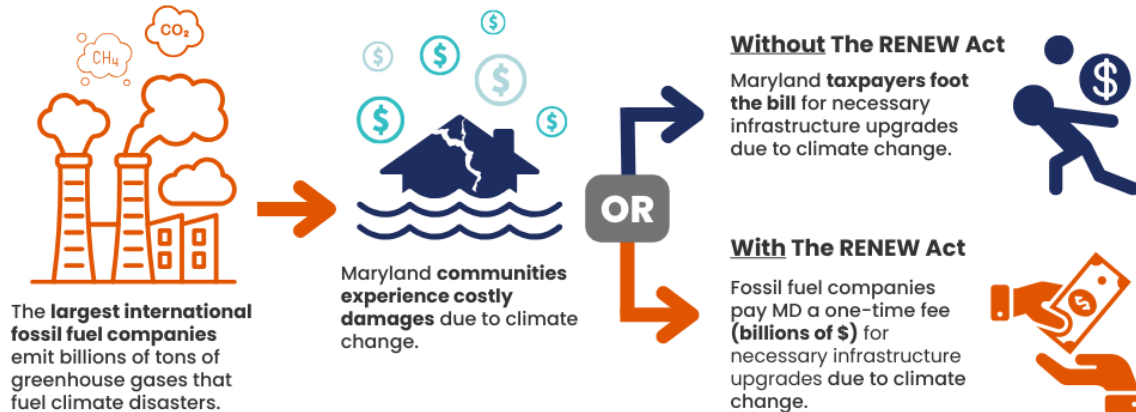 CO₂
CH₄
The largest international
fossil fuel companies
emit billions of tons of
greenhouse gases that
fuel climate disasters.
$
$
$
$
$
$
Maryland communities
experience costly
damages due to climate
change.
OR
Without The RENEW Act
Maryland taxpayers foot
the bill for necessary
infrastructure upgrades
due to climate change.
$
With The RENEW Act
Fossil fuel companies
pay MD a one-time fee
(billions of $) for
necessary infrastructure
upgrades due to climate
change.
$